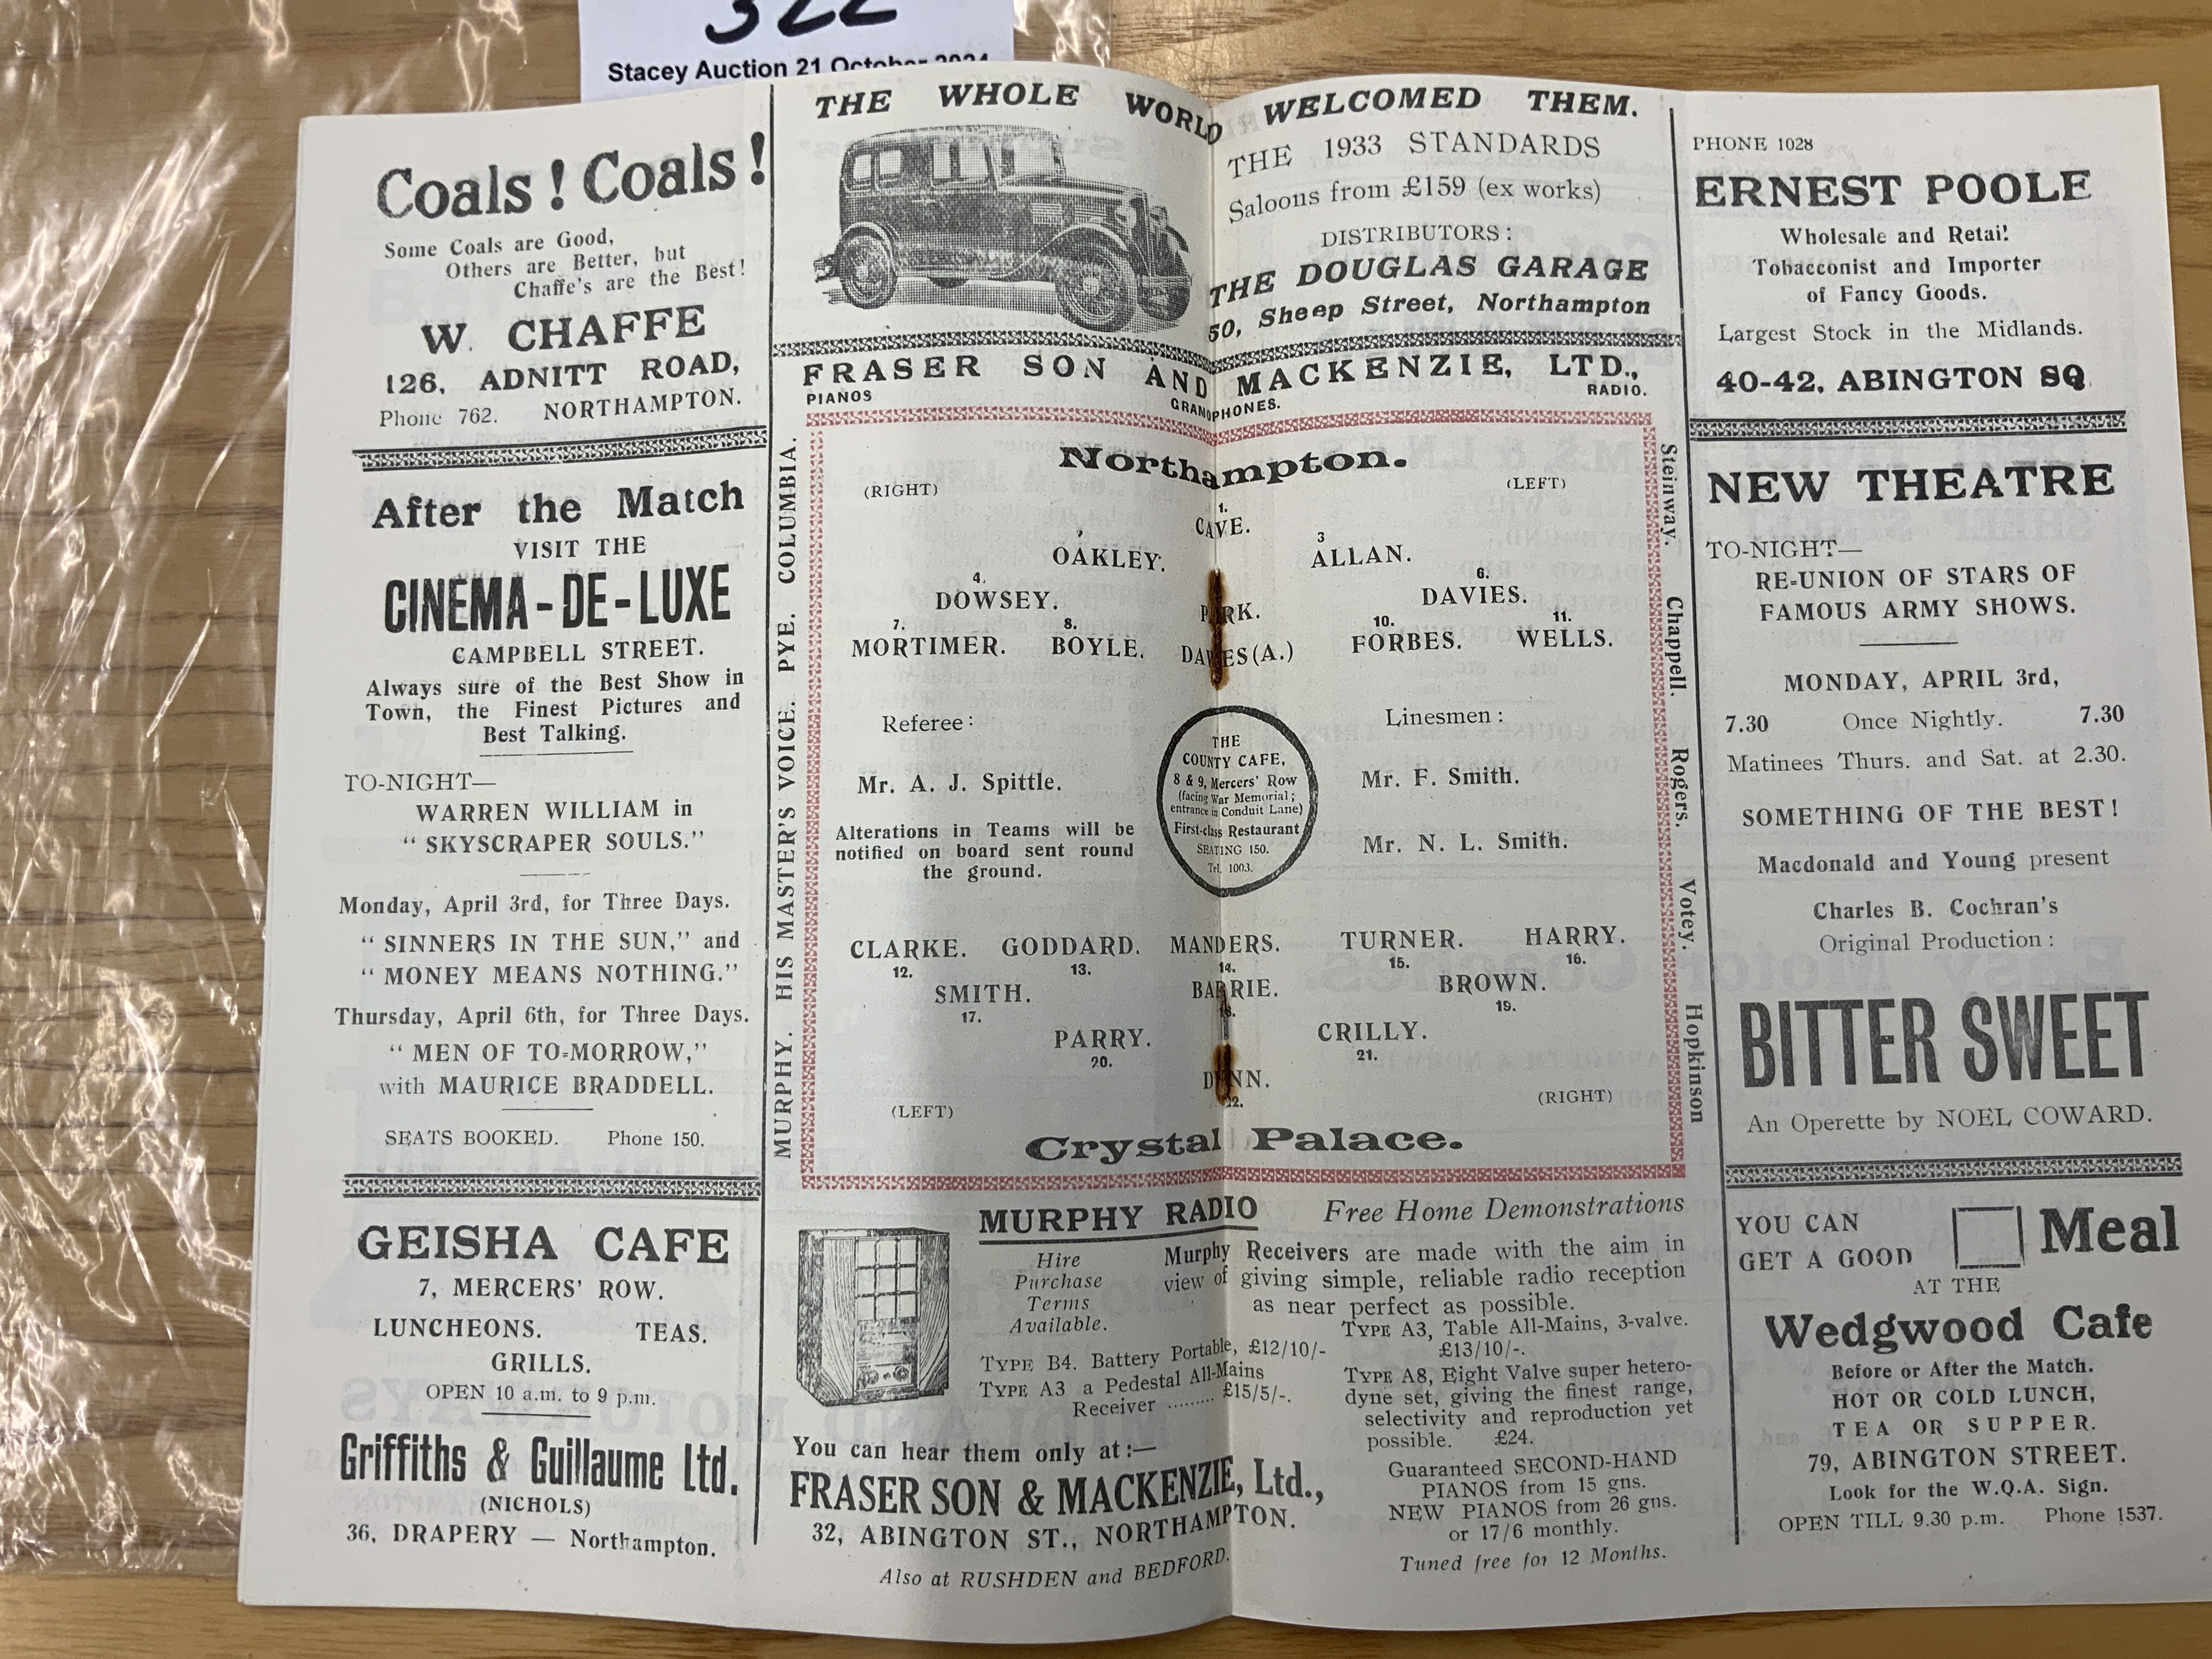 322
Stacey Auction 21 October 2024
Coals! Coals!
Some Coals are Good,
Others are Better, but
Chaffe's are the Best!
W. CHAFFE
126, ADNITT ROAD,
Phone 762. NORTHAMPTON.
After the Match
VISIT THE
CINEMA-DE-LUXE
CAMPBELL STREET.
Always sure of the Best Show in
Town, the Finest Pictures and
Best Talking.
TO-NIGHT—
WARREN WILLIAM in
"SKYSCRAPER SOULS."
Monday, April 3rd, for Three Days.
"SINNERS IN THE SUN," and
"MONEY MEANS NOTHING."
Thursday, April 6th, for Three Days.
"MEN OF TO-MORROW,"
with MAURICE BRADDELL.
SEATS BOOKED. Phone 150.
GEISHA CAFE
7, MERCERS' ROW.
LUNCHEONS. TEAS.
GRILLS.
OPEN 10 a.m. to 9 p.m.
Griffiths & Guillaume Ltd.
(NICHOLS)
36, DRAPERY — Northampton.
THE WHOLE WORLD WELCOMED THEM.
THE 1933 STANDARDS
Saloons from £159 (ex works)
DISTRIBUTORS:
THE DOUGLAS GARAGE
50, Sheep Street, Northampton
FRASER SON AND MACKENZIE, LTD.,
PIANOS GRAMOPHONES. RADIO.
MURPHY. HIS MASTER'S VOICE. PYE. COLUMBIA.
Steinway. Chappell. Rogers. Votey. Hopkinson
Northampton.
(RIGHT) (LEFT)
1.
CAVE.
3
OAKLEY. ALLAN.
4. 6.
DOWSEY. PARK. DAVIES.
7. 8. 10. 11.
MORTIMER. BOYLE. DAVIES(A.) FORBES. WELLS.
Referee: Linesmen:
Mr. A. J. Spittle. Mr. F. Smith.
Mr. N. L. Smith.
Alterations in Teams will be
notified on board sent round
the ground.
THE
COUNTY CAFE,
8 & 9, Mercers' Row
(facing War Memorial;
entrance in Conduit Lane)
First-class Restaurant
SEATING 150.
Tel. 1003.
CLARKE. GODDARD. MANDERS. TURNER. HARRY.
12. 13. 14. 15. 16.
SMITH. BARRIE. BROWN.
17. 18. 19.
PARRY. CRILLY.
20. 21.
DUNN.
22.
(LEFT) (RIGHT)
Crystal Palace.
MURPHY RADIO Free Home Demonstrations
Hire
Purchase
Terms
Available.
Murphy Receivers are made with the aim in
view of giving simple, reliable radio reception
as near perfect as possible.
TYPE B4. Battery Portable, £12/10/-
TYPE A3 a Pedestal All-Mains
Receiver ......... £15/5/-.
TYPE A3, Table All-Mains, 3-valve.
£13/10/-.
TYPE A8, Eight Valve super hetero-
dyne set, giving the finest range,
selectivity and reproduction yet
possible. £24.
You can hear them only at:—
FRASER SON & MACKENZIE, Ltd.,
32, ABINGTON ST., NORTHAMPTON.
Also at RUSHDEN and BEDFORD.
Guaranteed SECOND-HAND
PIANOS from 15 gns.
NEW PIANOS from 26 gns.
or 17/6 monthly.
Tuned free for 12 Months.
PHONE 1028
ERNEST POOLE
Wholesale and Retail
Tobacconist and Importer
of Fancy Goods.
Largest Stock in the Midlands.
40-42, ABINGTON SQ.
NEW THEATRE
TO-NIGHT—
RE-UNION OF STARS OF
FAMOUS ARMY SHOWS.
MONDAY, APRIL 3rd,
7.30 Once Nightly. 7.30
Matinees Thurs. and Sat. at 2.30.
SOMETHING OF THE BEST!
Macdonald and Young present
Charles B. Cochran's
Original Production:
BITTER SWEET
An Operette by NOEL COWARD.
YOU CAN
GET A GOOD Meal
AT THE
Wedgwood Cafe
Before or After the Match.
HOT OR COLD LUNCH,
TEA OR SUPPER.
79, ABINGTON STREET.
Look for the W.Q.A. Sign.
OPEN TILL 9.30 p.m. Phone 1537.